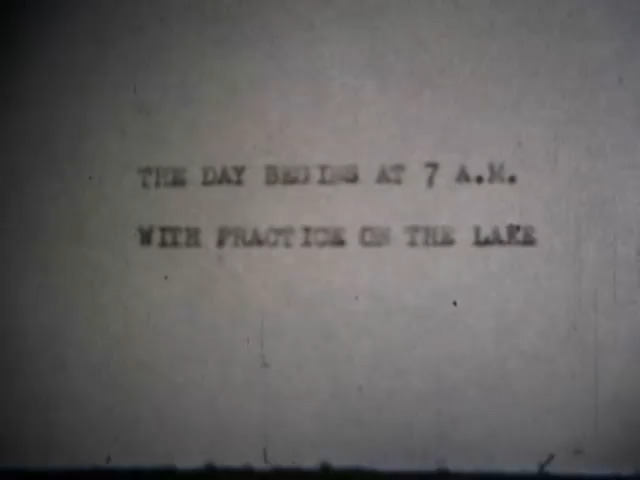 THE DAY BEGINS AT 7 A.M.
WITH PRACTICE ON THE LAKE